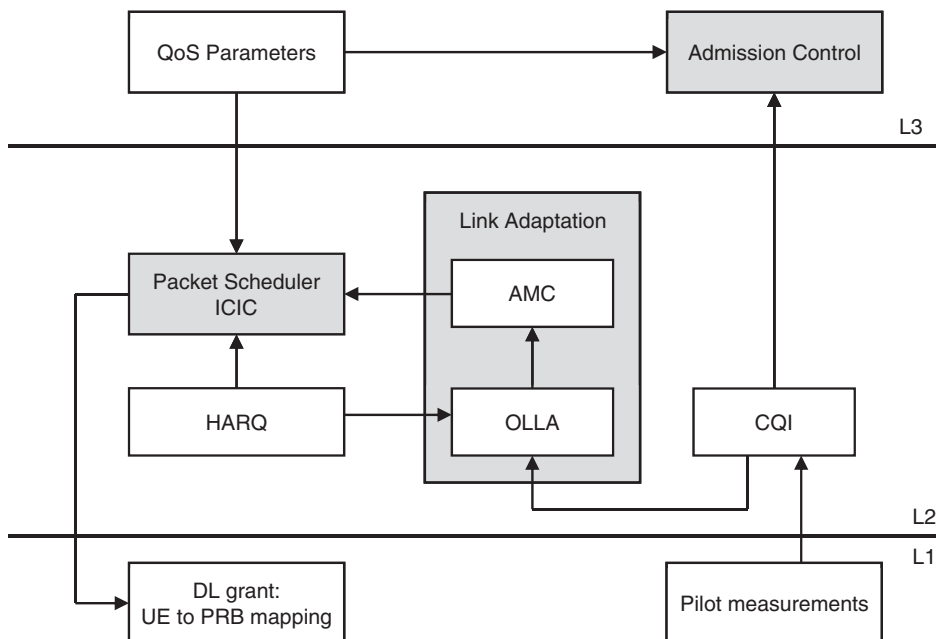 QoS Parameters
Admission Control
L3
Link Adaptation
Packet Scheduler
ICIC
AMC
HARQ
OLLA
CQI
L2
L1
DL grant:
UE to PRB mapping
Pilot measurements